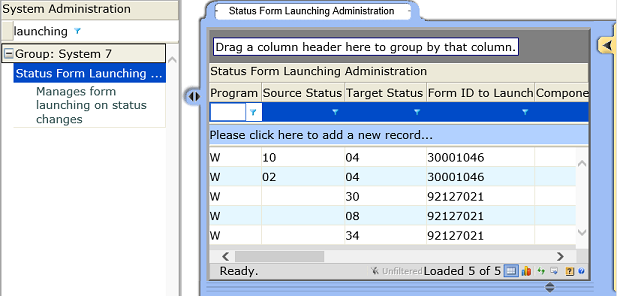 System Administration
launching
Group: System 7
Status Form Launching ...
Manages form
launching on status
changes
Status Form Launching Administration
Drag a column header here to group by that column.
Status Form Launching Administration
Program Source Status Target Status Form ID to Launch Compone
Please click here to add a new record...
W 10 04 30001046
W 02 04 30001046
W 30 92127021
W 08 92127021
W 34 92127021
Ready. Unfiltered Loaded 5 of 5